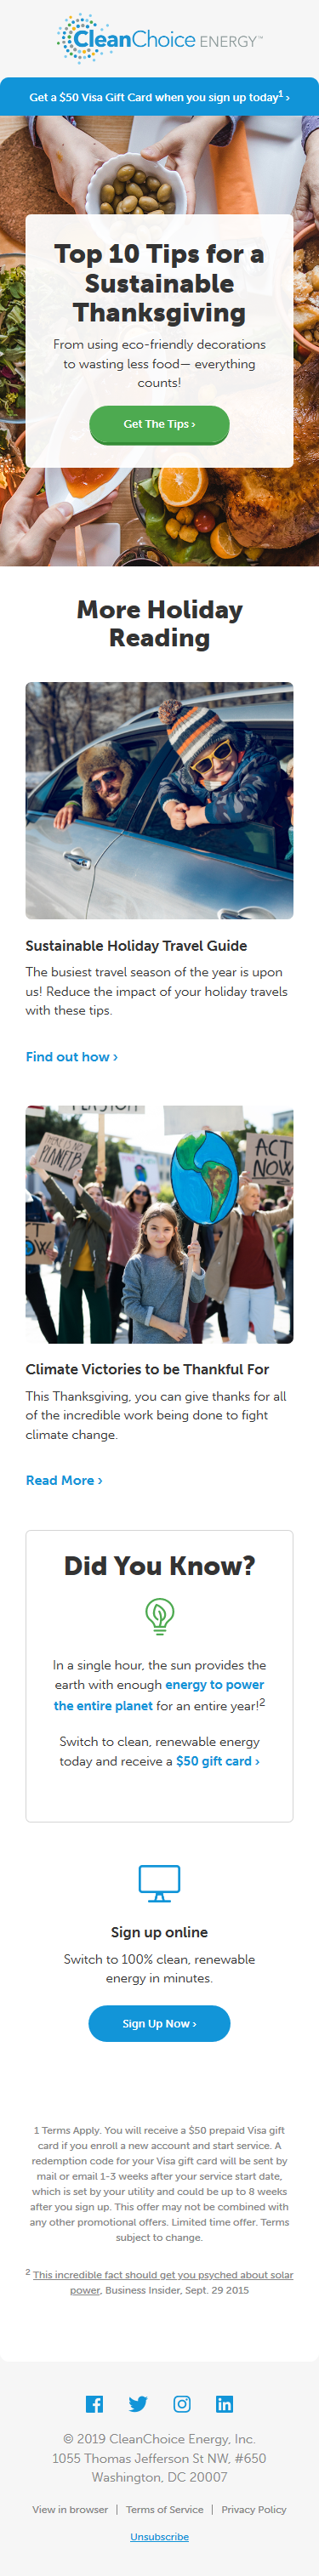 CleanChoice ENERGY™
Get a $50 Visa Gift Card when you sign up today1 ›
Top 10 Tips for a
Sustainable
Thanksgiving
From using eco-friendly decorations
to wasting less food— everything
counts!
Get The Tips ›
More Holiday
Reading
Sustainable Holiday Travel Guide
The busiest travel season of the year is upon
us! Reduce the impact of your holiday travels
with these tips.
Find out how ›
ACT
NOW
Climate Victories to be Thankful For
This Thanksgiving, you can give thanks for all
of the incredible work being done to fight
climate change.
Read More ›
Did You Know?
In a single hour, the sun provides the
earth with enough energy to power
the entire planet for an entire year!2
Switch to clean, renewable energy
today and receive a $50 gift card ›
Sign up online
Switch to 100% clean, renewable
energy in minutes.
Sign Up Now ›
1 Terms Apply. You will receive a $50 prepaid Visa gift
card if you enroll a new account and start service. A
redemption code for your Visa gift card will be sent by
mail or email 1-3 weeks after your service start date,
which is set by your utility and could be up to 8 weeks
after you sign up. This offer may not be combined with
any other promotional offers. Limited time offer. Terms
subject to change.
2 This incredible fact should get you psyched about solar
power, Business Insider, Sept. 29 2015
© 2019 CleanChoice Energy, Inc.
1055 Thomas Jefferson St NW, #650
Washington, DC 20007
View in browser | Terms of Service | Privacy Policy
Unsubscribe